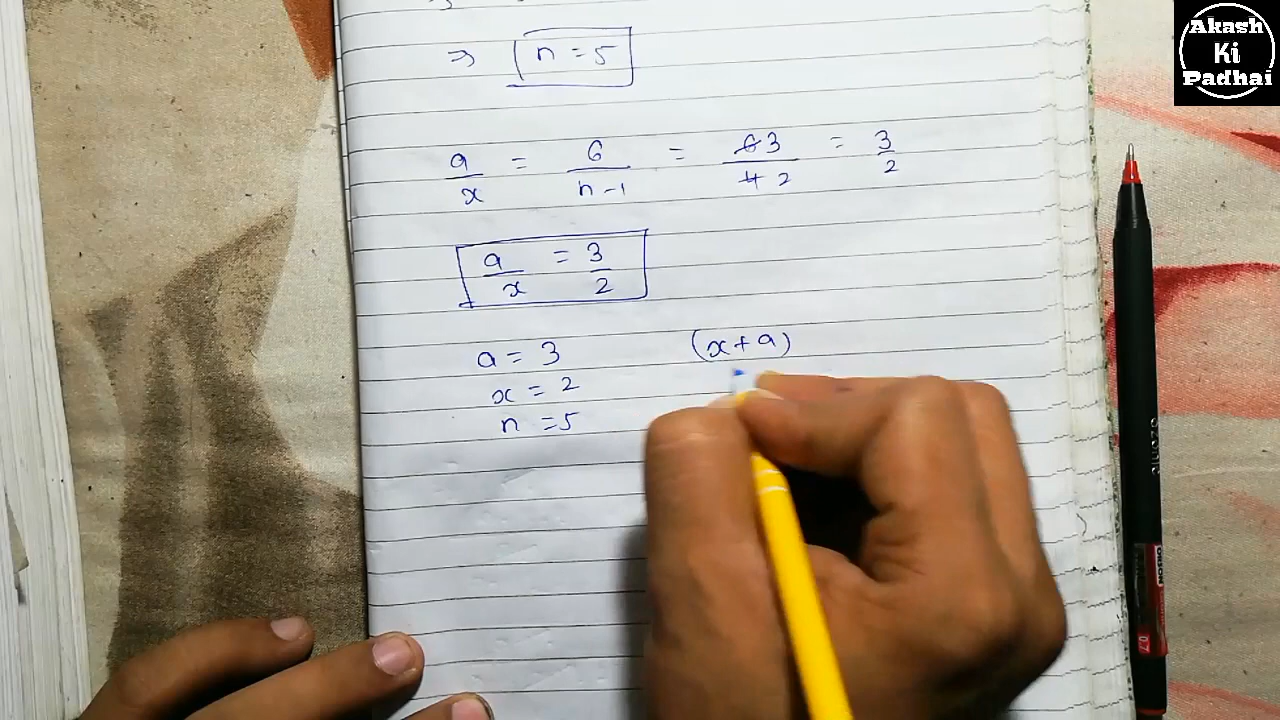 Akash
Ki
Padhai
⇒ n = 5
a/x = 6/(n-1) = 6 3/4 2 = 3/2
a/x = 3/2
a = 3
(x + a)
x = 2
n = 5